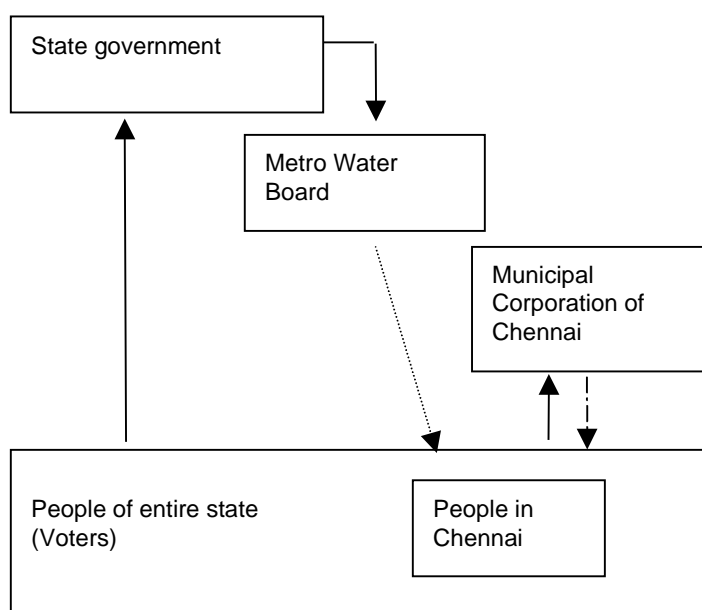 State government
Metro Water
Board
Municipal
Corporation of
Chennai
People of entire state
(Voters)
People in
Chennai